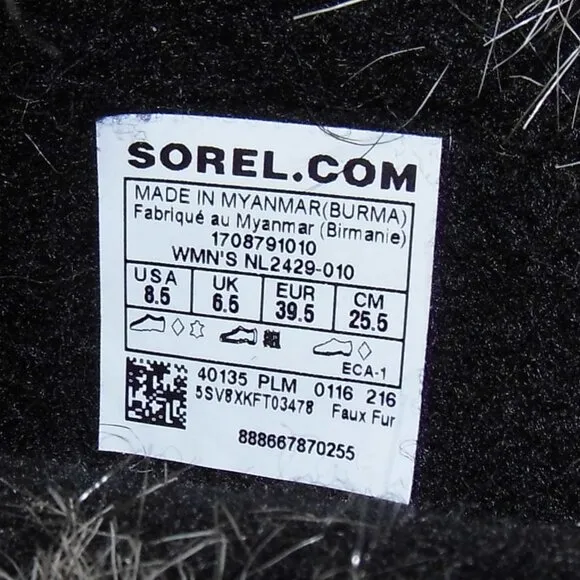 SOREL.COM
MADE IN MYANMAR(BURMA)
Fabriqué au Myanmar (Birmanie)
1708791010
WMN'S NL2429-010
USA UK EUR CM
8.5 6.5 39.5 25.5
ECA-1
40135 PLM 0116 216
5SV8XKFT03478 Faux Fur
888667870255